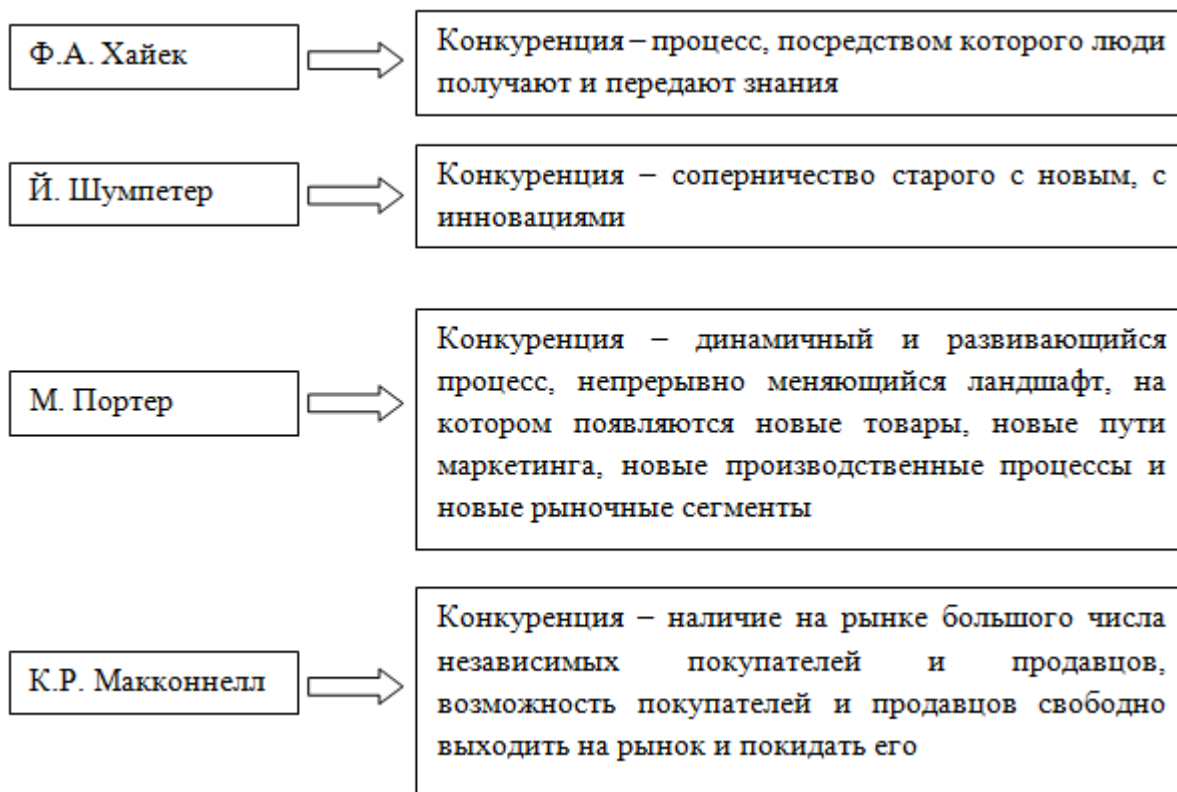 Ф.А. Хайек
Конкуренция – процесс, посредством которого люди
получают и передают знания
Й. Шумпетер
Конкуренция – соперничество старого с новым, с
инновациями
М. Портер
Конкуренция – динамичный и развивающийся
процесс, непрерывно меняющийся ландшафт, на
котором появляются новые товары, новые пути
маркетинга, новые производственные процессы и
новые рыночные сегменты
К.Р. Макконнелл
Конкуренция – наличие на рынке большого числа
независимых покупателей и продавцов,
возможность покупателей и продавцов свободно
выходить на рынок и покидать его